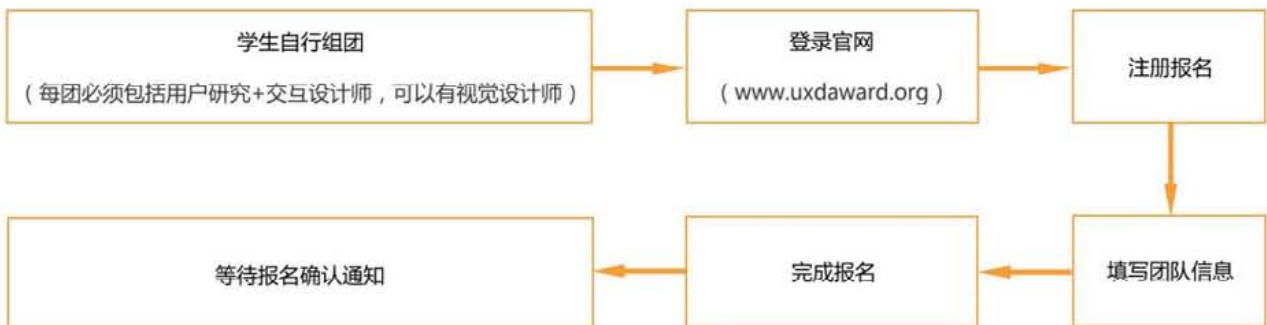 学生自行组团
（每团必须包括用户研究+交互设计师，可以有视觉设计师）
登录官网
（www.uxdaward.org）
注册报名
填写团队信息
完成报名
等待报名确认通知